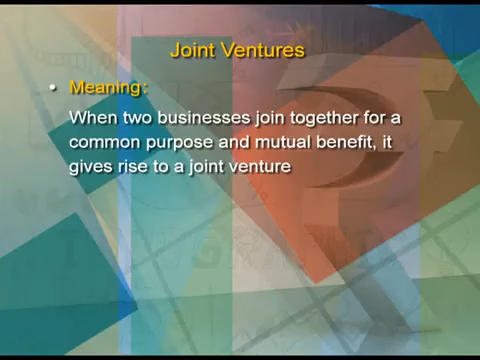 Joint Ventures
• Meaning:
When two businesses join together for a
common purpose and mutual benefit, it
gives rise to a joint venture